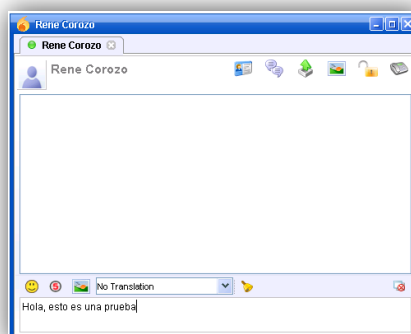 Rene Corozo
Rene Corozo
Rene Corozo
No Translation
Hola, esto es una prueba